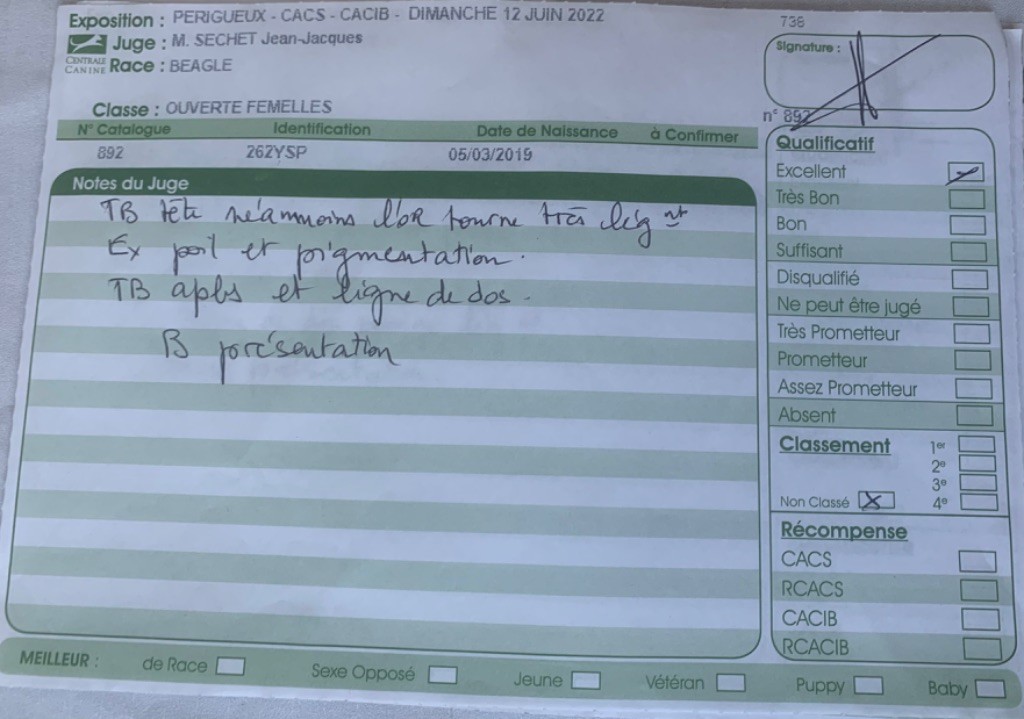 Exposition : PERIGUEUX - CACS - CACIB - DIMANCHE 12 JUIN 2022
738
Juge : M. SECHET Jean-Jacques
CENTRALE CANINE
Race : BEAGLE
Signature :
Classe : OUVERTE FEMELLES
n° 892
N° Catalogue Identification Date de Naissance à Confirmer
892 262YSP 05/03/2019
Notes du Juge
TB tête néammoins l'OR tourne très légnt
Ex poil et pigmentation.
TB aplbs et ligne de dos.
B présentation
Qualificatif
Excellent
Très Bon
Bon
Suffisant
Disqualifié
Ne peut être jugé
Très Prometteur
Prometteur
Assez Prometteur
Absent
Classement 1er
2e
3e
Non Classé X 4e
Récompense
CACS
RCACS
CACIB
RCACIB
MEILLEUR : de Race Sexe Opposé Jeune Vétéran Puppy Baby